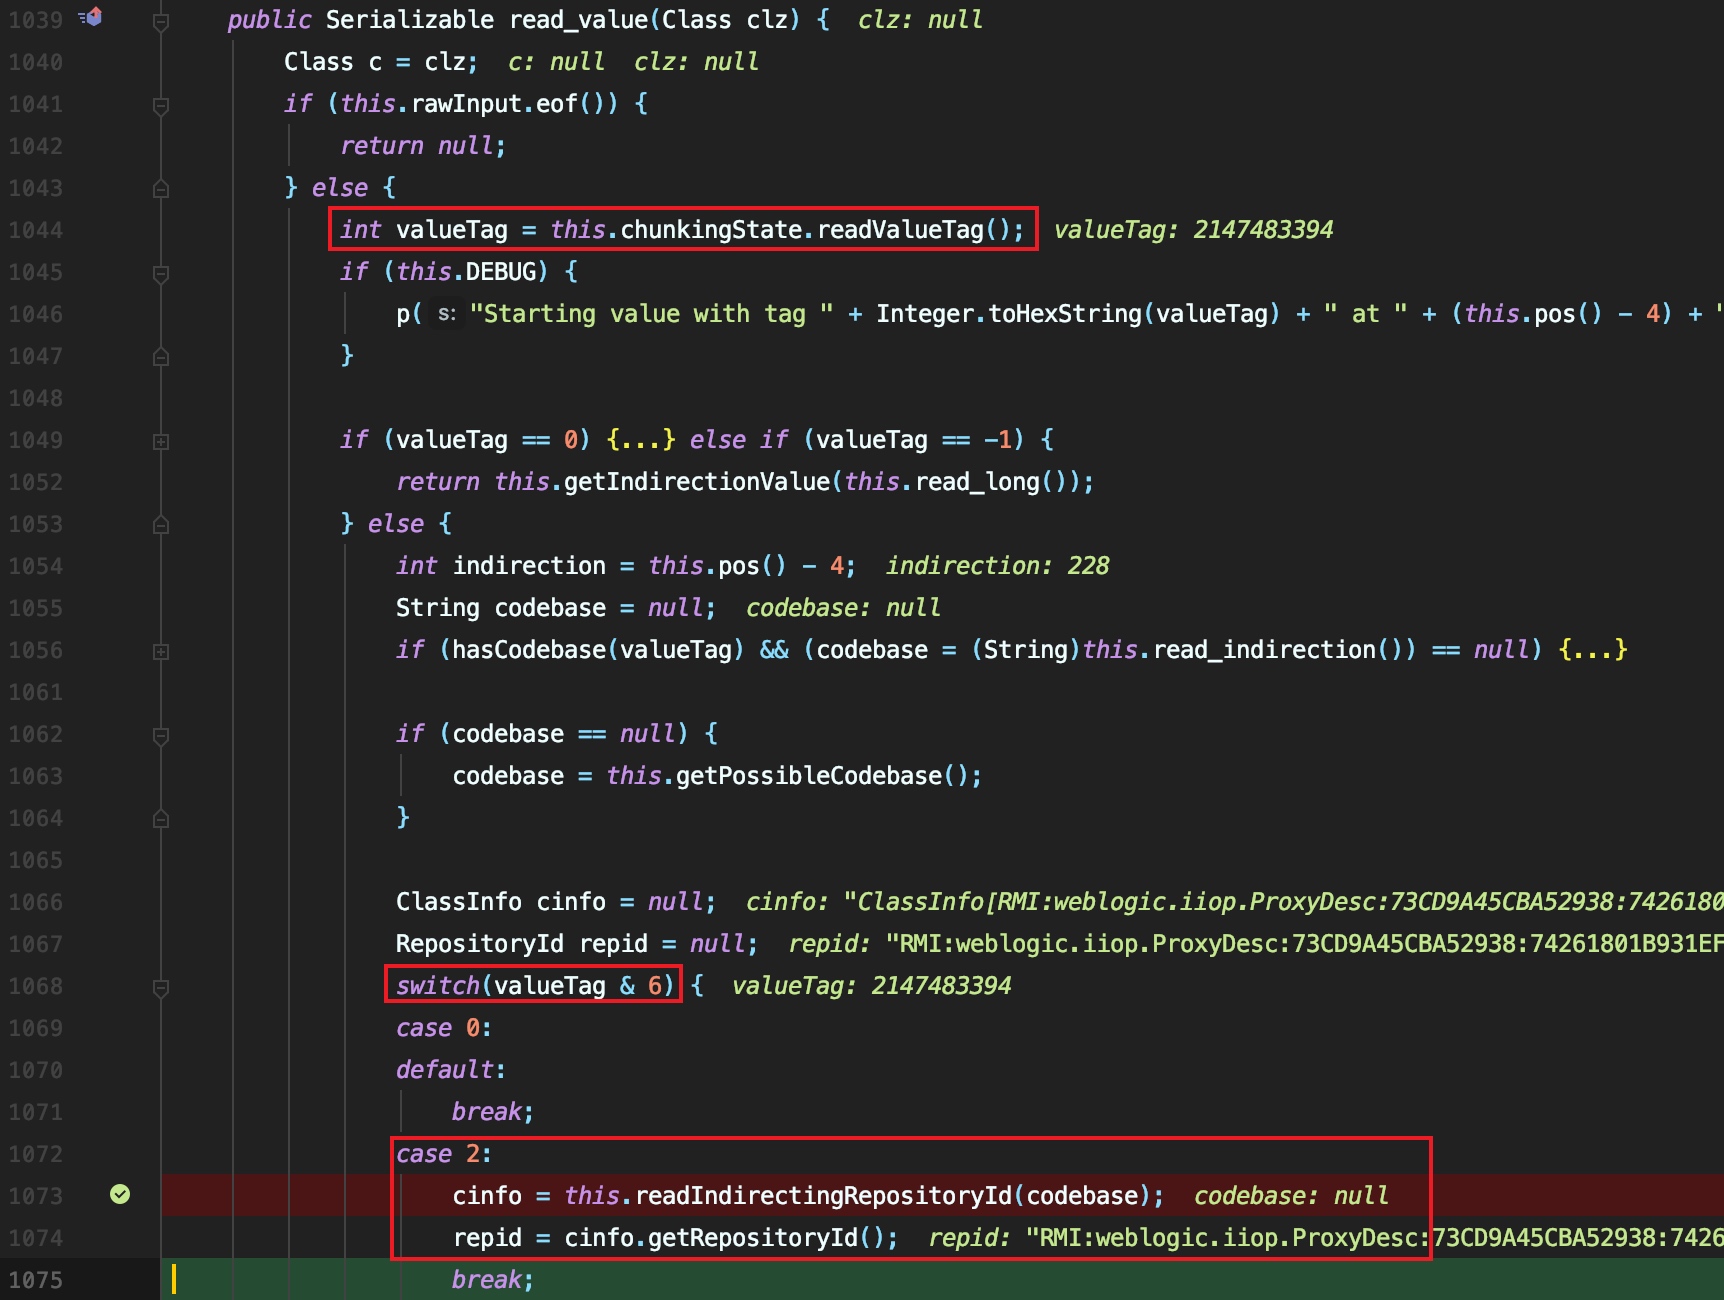 1039 public Serializable read_value(Class clz) { clz: null
1040 Class c = clz; c: null clz: null
1041 if (this.rawInput.eof()) {
1042 return null;
1043 } else {
1044 int valueTag = this.chunkingState.readValueTag(); valueTag: 2147483394
1045 if (this.DEBUG) {
1046 p( s: "Starting value with tag " + Integer.toHexString(valueTag) + " at " + (this.pos() - 4) + "
1047 }
1048
1049 if (valueTag == 0) {...} else if (valueTag == -1) {
1052 return this.getIndirectionValue(this.read_long());
1053 } else {
1054 int indirection = this.pos() - 4; indirection: 228
1055 String codebase = null; codebase: null
1056 if (hasCodebase(valueTag) && (codebase = (String)this.read_indirection()) == null) {...}
1061
1062 if (codebase == null) {
1063 codebase = this.getPossibleCodebase();
1064 }
1065
1066 ClassInfo cinfo = null; cinfo: "ClassInfo[RMI:weblogic.iiop.ProxyDesc:73CD9A45CBA52938:7426180
1067 RepositoryId repid = null; repid: "RMI:weblogic.iiop.ProxyDesc:73CD9A45CBA52938:74261801B931EF
1068 switch(valueTag & 6) { valueTag: 2147483394
1069 case 0:
1070 default:
1071 break;
1072 case 2:
1073 cinfo = this.readIndirectingRepositoryId(codebase); codebase: null
1074 repid = cinfo.getRepositoryId(); repid: "RMI:weblogic.iiop.ProxyDesc:73CD9A45CBA52938:7426
1075 break;